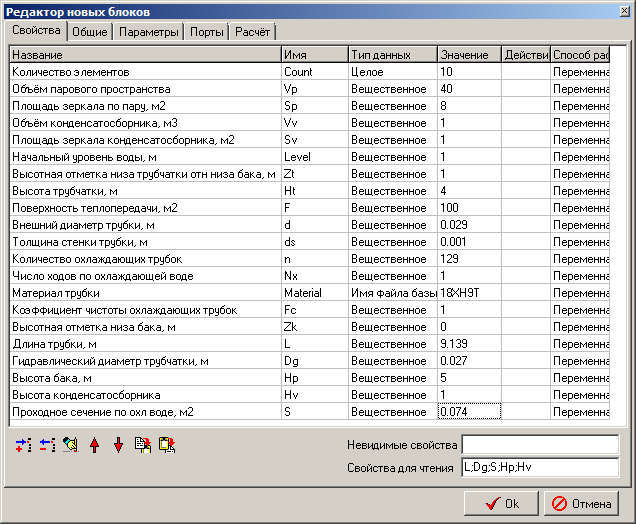 Редактор новых блоков
Свойства Общие Параметры Порты Расчёт
Название Имя Тип данных Значение Действи Способ рас
Количество элементов Count Целое 10 Переменна
Объём парового пространства Vp Вещественное 40 Переменна
Площадь зеркала по пару, м2 Sp Вещественное 8 Переменна
Объём конденсатосборника, м3 Vv Вещественное 1 Переменна
Площадь зеркала конденсатосборника, м2 Sv Вещественное 1 Переменна
Начальный уровень воды, м Level Вещественное 1 Переменна
Высотная отметка низа трубчатки отн низа бака, м Zt Вещественное 1 Переменна
Высота трубчатки, м Ht Вещественное 4 Переменна
Поверхность теплопередачи, м2 F Вещественное 100 Переменна
Внешний диаметр трубки, м d Вещественное 0.029 Переменна
Толщина стенки трубки, м ds Вещественное 0.001 Переменна
Количество охлаждающих трубок n Вещественное 129 Переменна
Число ходов по охлаждающей воде Nx Вещественное 1 Переменна
Материал трубки Material Имя файла базы 18ХН9Т Переменна
Коэффициент чистоты охлаждающих трубок Fc Вещественное 1 Переменна
Высотная отметка низа бака, м Zk Вещественное 0 Переменна
Длина трубки, м L Вещественное 9.139 Переменна
Гидравлический диаметр трубчатки, м Dg Вещественное 0.027 Переменна
Высота бака, м Hp Вещественное 5 Переменна
Высота конденсатосборника Hv Вещественное 1 Переменна
Проходное сечение по охл воде, м2 S Вещественное 0.074 Переменна
Невидимые свойства
Свойства для чтения L;Dg;S;Hp;Hv
Ok Отмена